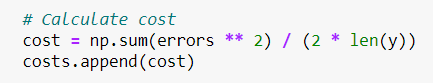 # Calculate cost
cost = np.sum(errors ** 2) / (2 * len(y))
costs.append(cost)